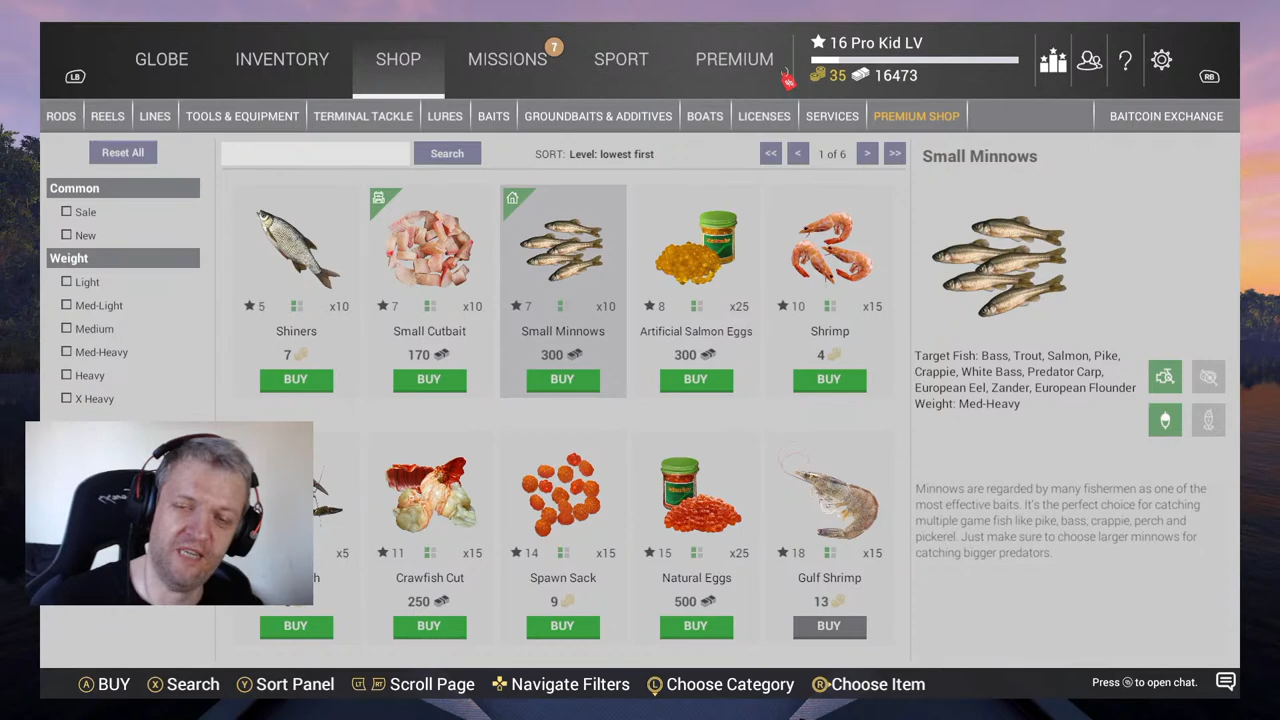 GLOBE INVENTORY SHOP MISSIONS 7 SPORT PREMIUM
16 Pro Kid LV
35 16473
LB
RB
RODS REELS LINES TOOLS & EQUIPMENT TERMINAL TACKLE LURES BAITS GROUNDBAITS & ADDITIVES BOATS LICENSES SERVICES PREMIUM SHOP BAITCOIN EXCHANGE
Reset All
Search SORT: Level: lowest first << < 1 of 6 > >>
Common
Sale
New
Weight
Light
Med-Light
Medium
Med-Heavy
Heavy
X Heavy
5 x10 7 x10 7 x10 8 x25 10 x15
Shiners Small Cutbait Small Minnows Artificial Salmon Eggs Shrimp
7 170 300 300 4
BUY BUY BUY BUY BUY
x5 11 x15 14 x15 15 x25 18 x15
Crawfish Cut Spawn Sack Natural Eggs Gulf Shrimp
250 9 500 13
BUY BUY BUY BUY BUY
Small Minnows
Target Fish: Bass, Trout, Salmon, Pike,
Crappie, White Bass, Predator Carp,
European Eel, Zander, European Flounder
Weight: Med-Heavy
Minnows are regarded by many fishermen as one of the
most effective baits. It's the perfect choice for catching
multiple game fish like pike, bass, crappie, perch and
pickerel. Just make sure to choose larger minnows for
catching bigger predators.
A BUY X Search Y Sort Panel LT RT Scroll Page Navigate Filters L Choose Category R Choose Item
Press to open chat.